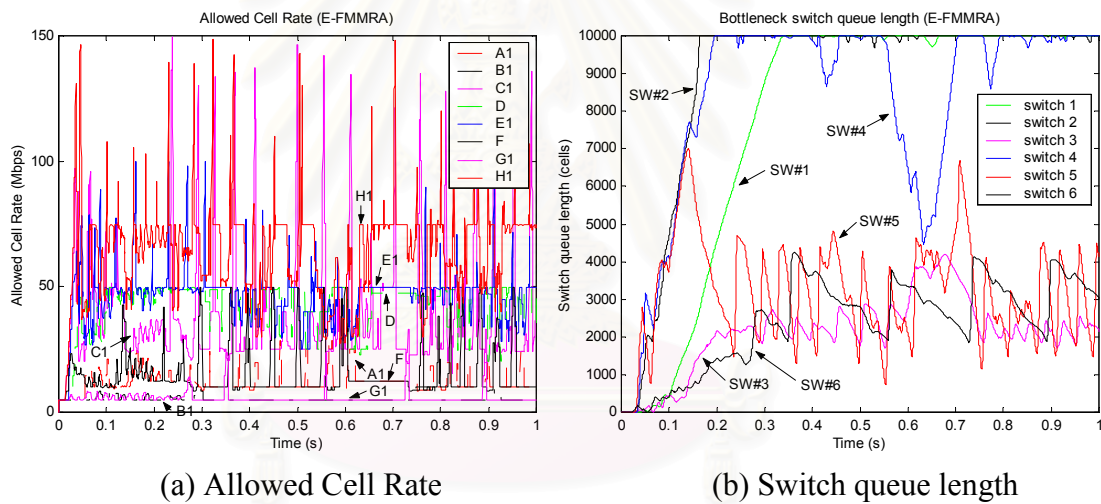 Allowed Cell Rate (E-FMMRA)
150
100
50
0
Allowed Cell Rate (Mbps)
A1
B1
C1
D
E1
F
G1
H1
H1
E1
D
C1
F
A1
G1
B1
0
0.1
0.2
0.3
0.4
0.5
0.6
0.7
0.8
0.9
1
Time (s)
(a) Allowed Cell Rate
Bottleneck switch queue length (E-FMMRA)
10000
9000
8000
7000
6000
5000
4000
3000
2000
1000
0
Switch queue length (cells)
SW#2
SW#4
SW#1
SW#5
SW#3
SW#6
switch 1
switch 2
switch 3
switch 4
switch 5
switch 6
0
0.1
0.2
0.3
0.4
0.5
0.6
0.7
0.8
0.9
1
Time (s)
(b) Switch queue length